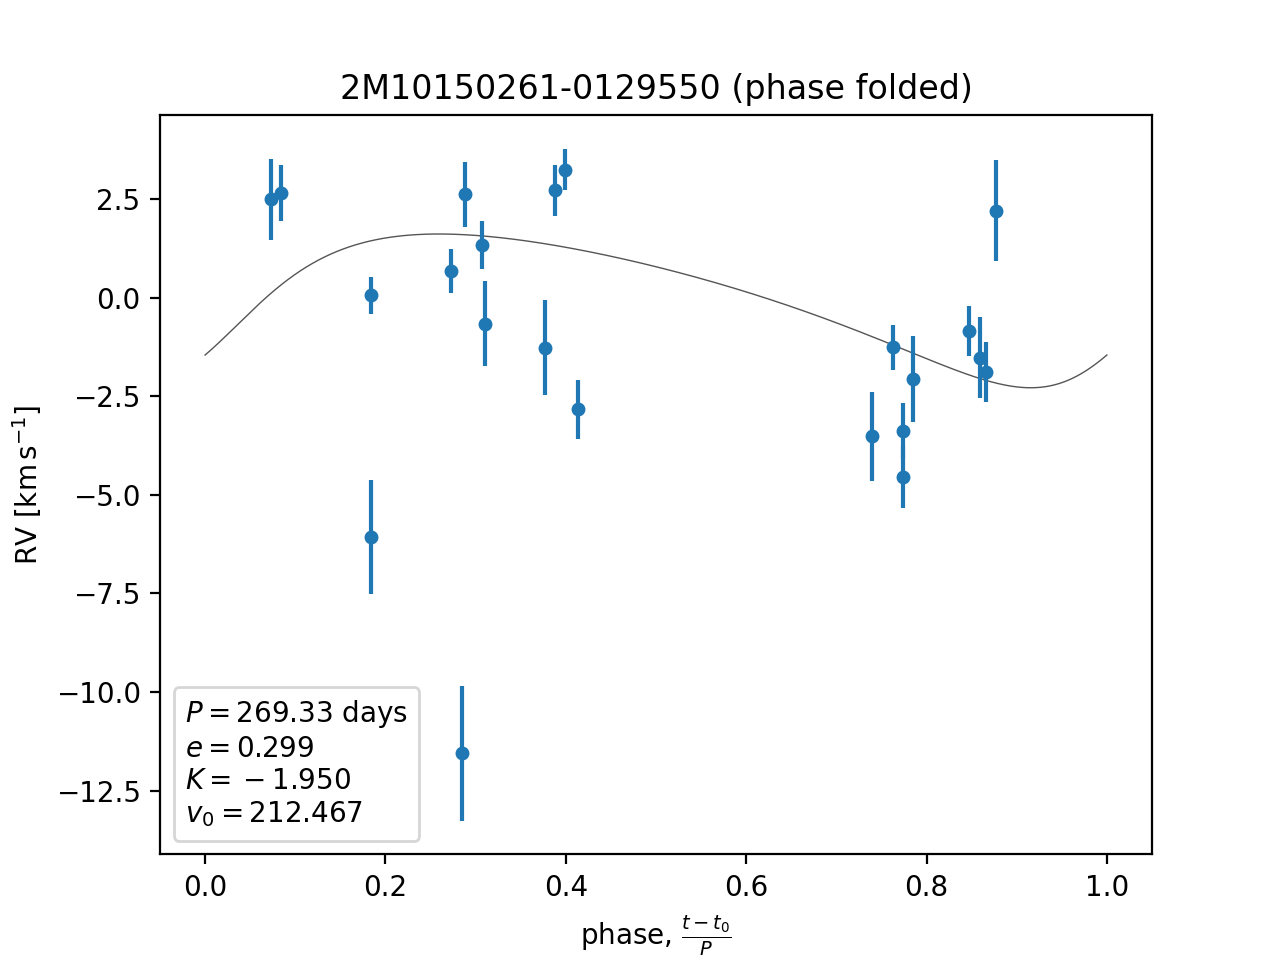 2M10150261-0129550 (phase folded)
2.5
0.0
−2.5
−5.0
−7.5
−10.0
−12.5
RV [km s⁻¹]
P = 269.33 days
e = 0.299
K = −1.950
v₀ = 212.467
0.0 0.2 0.4 0.6 0.8 1.0
phase, (t − t₀)/P